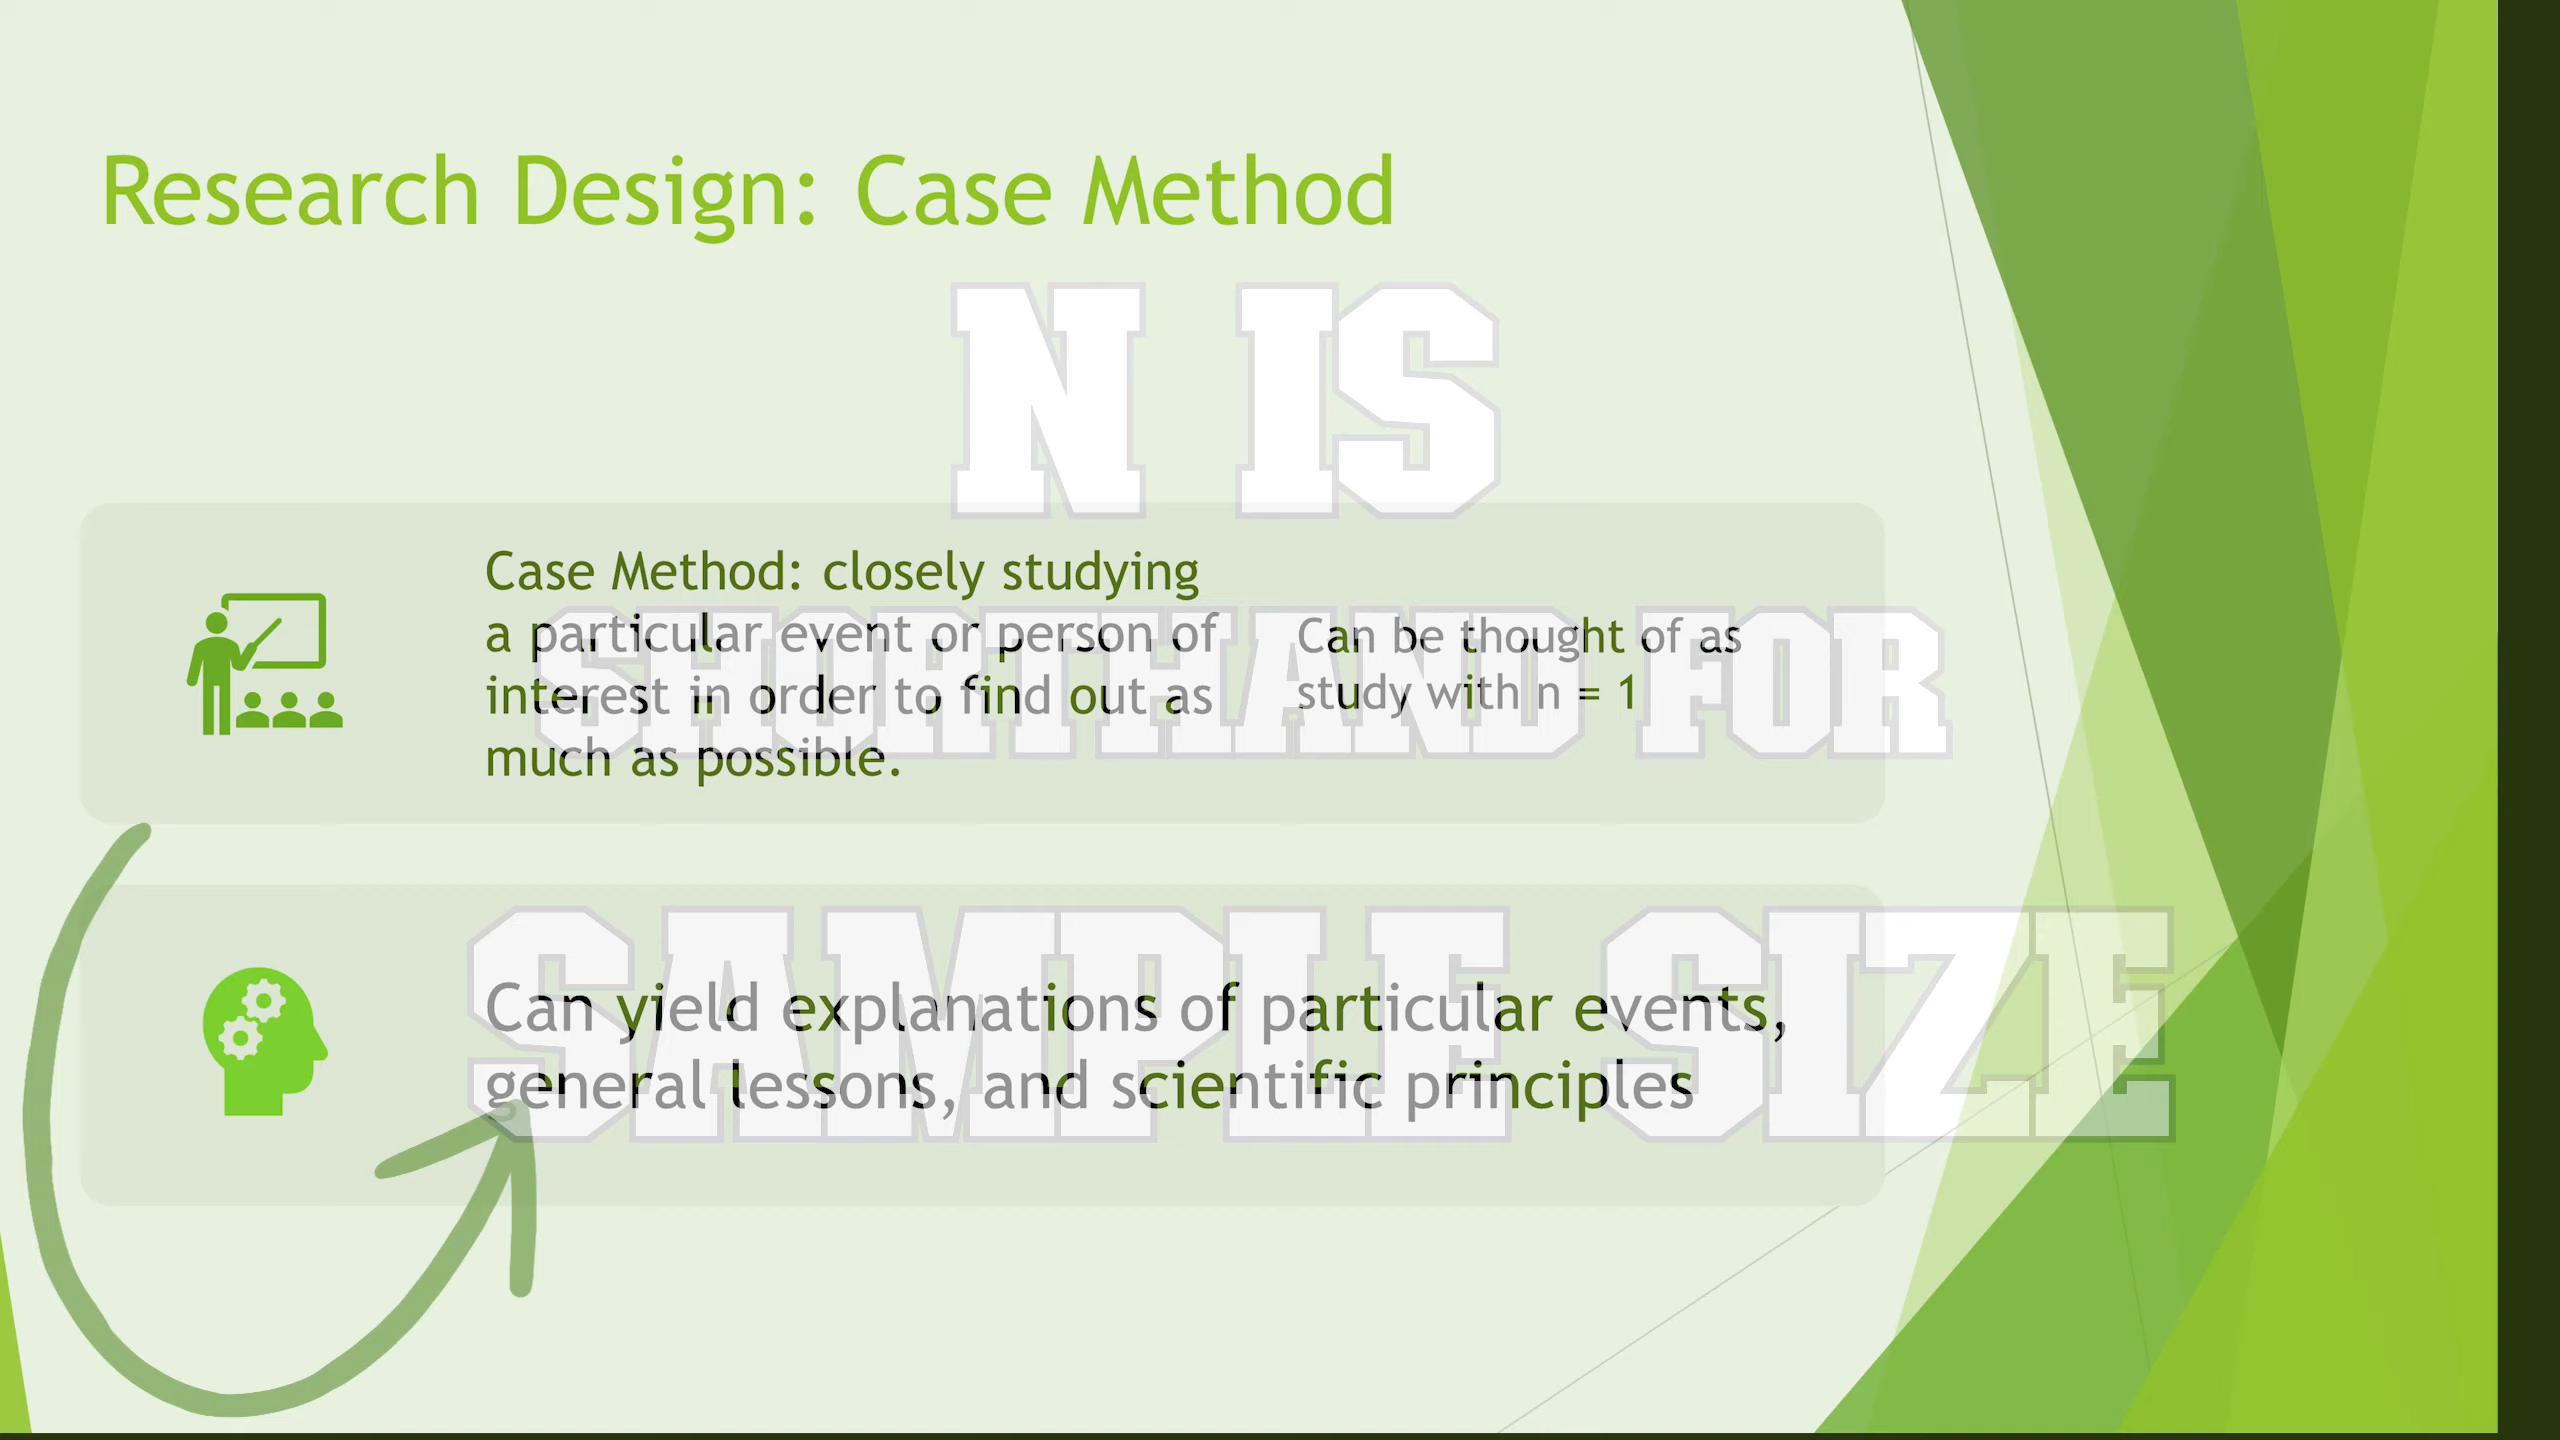 Research Design: Case Method
N IS
Case Method: closely studying
a particular event or person of
interest in order to find out as
much as possible.
Can be thought of as
study with n = 1
SHORTHAND FOR
Can yield explanations of particular events,
general lessons, and scientific principles
SAMPLE SIZE